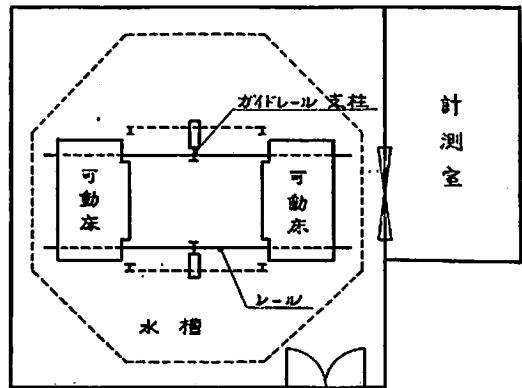 ガイドレール 支柱
計測室
可動床
可動床
レール
水槽